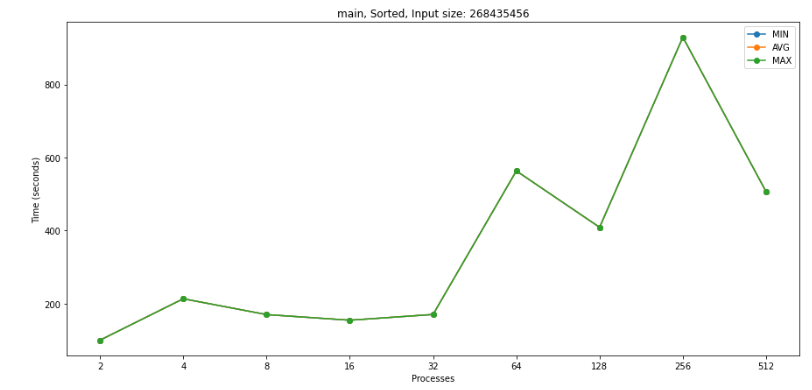 main, Sorted, Input size: 268435456
MIN
AVG
MAX
Time (seconds)
800
600
400
200
2 4 8 16 32 64 128 256 512
Processes